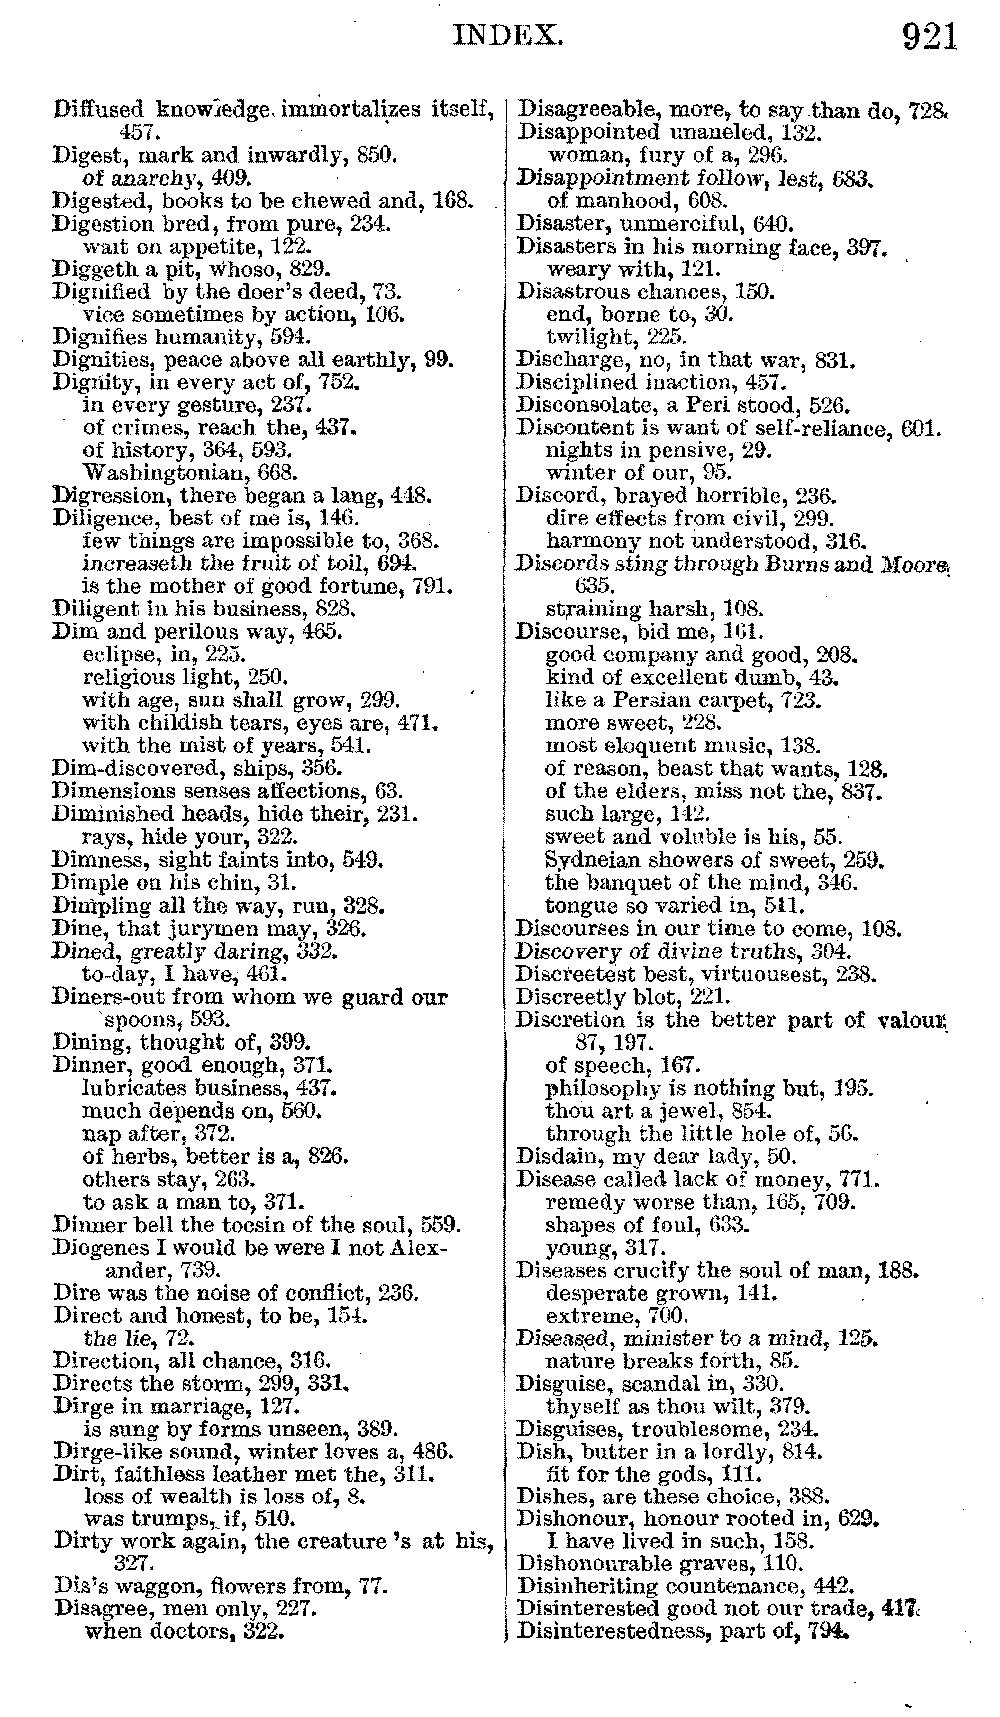 INDEX.
921
Diffused knowledge immortalizes itself,
457.
Digest, mark and inwardly, 850.
of anarchy, 409.
Digested, books to be chewed and, 168.
Digestion bred, from pure, 234.
wait on appetite, 122.
Diggeth a pit, whoso, 829.
Dignified by the doer's deed, 73.
vice sometimes by action, 106.
Dignifies humanity, 594.
Dignities, peace above all earthly, 99.
Dignity, in every act of, 752.
in every gesture, 237.
of crimes, reach the, 437.
of history, 364, 593.
Washingtonian, 668.
Digression, there began a lang, 448.
Diligence, best of me is, 146.
few things are impossible to, 368.
increaseth the fruit of toil, 694.
is the mother of good fortune, 791.
Diligent in his business, 828.
Dim and perilous way, 465.
eclipse, in, 225.
religious light, 250.
with age, sun shall grow, 299.
with childish tears, eyes are, 471.
with the mist of years, 541.
Dim-discovered, ships, 356.
Dimensions senses affections, 63.
Diminished heads, hide their, 231.
rays, hide your, 322.
Dimness, sight faints into, 549.
Dimple on his chin, 31.
Dimpling all the way, run, 328.
Dine, that jurymen may, 326.
Dined, greatly daring, 332.
to-day, I have, 461.
Diners-out from whom we guard our
spoons, 593.
Dining, thought of, 399.
Dinner, good enough, 371.
lubricates business, 437.
much depends on, 560.
nap after, 372.
of herbs, better is a, 826.
others stay, 263.
to ask a man to, 371.
Dinner bell the tocsin of the soul, 559.
Diogenes I would be were I not Alex-
ander, 739.
Dire was the noise of conflict, 236.
Direct and honest, to be, 154.
the lie, 72.
Direction, all chance, 316.
Directs the storm, 299, 331.
Dirge in marriage, 127.
is sung by forms unseen, 389.
Dirge-like sound, winter loves a, 486.
Dirt, faithless leather met the, 311.
loss of wealth is loss of, 8.
was trumps, if, 510.
Dirty work again, the creature 's at his,
327.
Dis's waggon, flowers from, 77.
Disagree, men only, 227.
when doctors, 322.
Disagreeable, more, to say than do, 728.
Disappointed unaneled, 132.
woman, fury of a, 296.
Disappointment follow, lest, 683.
of manhood, 608.
Disaster, unmerciful, 640.
Disasters in his morning face, 397.
weary with, 121.
Disastrous chances, 150.
end, borne to, 30.
twilight, 225.
Discharge, no, in that war, 831.
Disciplined inaction, 457.
Disconsolate, a Peri stood, 526.
Discontent is want of self-reliance, 601.
nights in pensive, 29.
winter of our, 95.
Discord, brayed horrible, 236.
dire effects from civil, 299.
harmony not understood, 316.
Discords sting through Burns and Moore,
635.
straining harsh, 108.
Discourse, bid me, 161.
good company and good, 208.
kind of excellent dumb, 43.
like a Persian carpet, 723.
more sweet, 228.
most eloquent music, 138.
of reason, beast that wants, 128.
of the elders, miss not the, 837.
such large, 142.
sweet and voluble is his, 55.
Sydneian showers of sweet, 259.
the banquet of the mind, 346.
tongue so varied in, 511.
Discourses in our time to come, 108.
Discovery of divine truths, 304.
Discreetest best, virtuousest, 238.
Discreetly blot, 221.
Discretion is the better part of valour,
87, 197.
of speech, 167.
philosophy is nothing but, 195.
thou art a jewel, 854.
through the little hole of, 56.
Disdain, my dear lady, 50.
Disease called lack of money, 771.
remedy worse than, 165, 709.
shapes of foul, 633.
young, 317.
Diseases crucify the soul of man, 188.
desperate grown, 141.
extreme, 700.
Diseased, minister to a mind, 125.
nature breaks forth, 85.
Disguise, scandal in, 330.
thyself as thou wilt, 379.
Disguises, troublesome, 234.
Dish, butter in a lordly, 814.
fit for the gods, 111.
Dishes, are these choice, 388.
Dishonour, honour rooted in, 629.
I have lived in such, 158.
Dishonourable graves, 110.
Disinheriting countenance, 442.
Disinterested good not our trade, 417.
Disinterestedness, part of, 794.